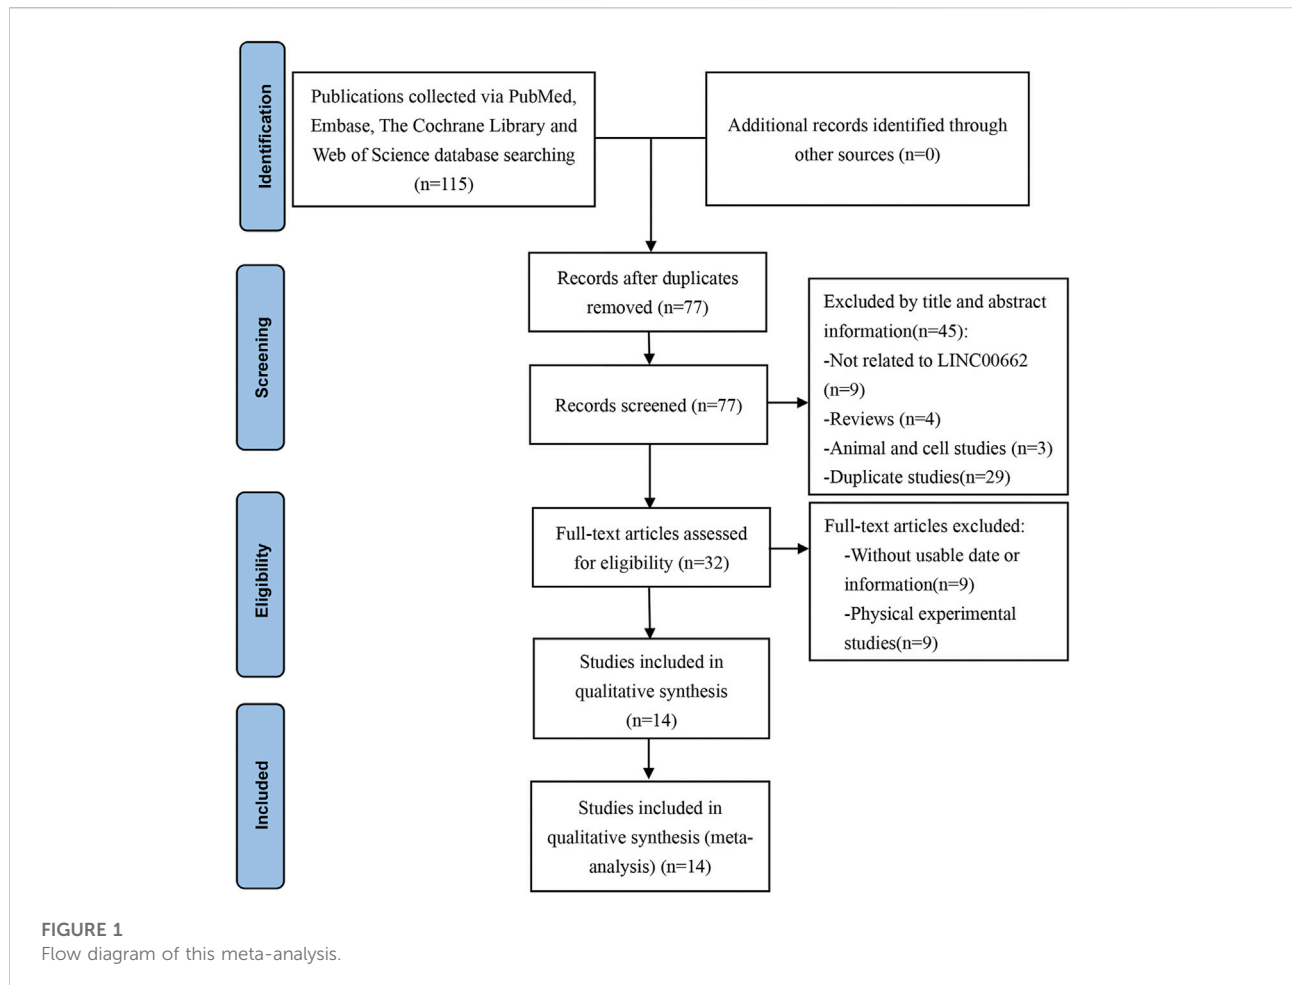 Identification
Publications collected via PubMed,
Embase, The Cochrane Library and
Web of Science database searching
(n=115)
Additional records identified through
other sources (n=0)
Screening
Records after duplicates
removed (n=77)
Records screened (n=77)
Excluded by title and abstract
information(n=45):
-Not related to LINC00662
(n=9)
-Reviews (n=4)
-Animal and cell studies (n=3)
-Duplicate studies(n=29)
Eligibility
Full-text articles assessed
for eligibility (n=32)
Full-text articles excluded:
-Without usable date or
information(n=9)
-Physical experimental
studies(n=9)
Studies included in
qualitative synthesis
(n=14)
Included
Studies included in
qualitative synthesis (meta-
analysis) (n=14)
FIGURE 1
Flow diagram of this meta-analysis.